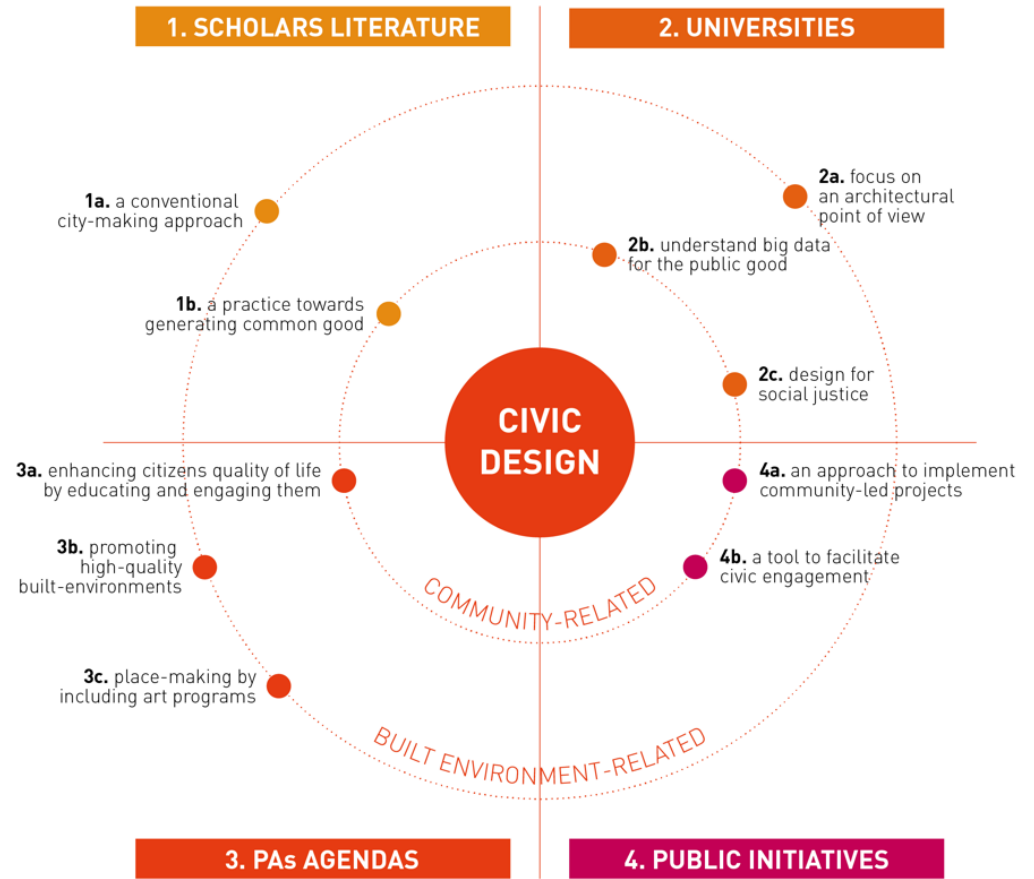 1. SCHOLARS LITERATURE
2. UNIVERSITIES
1a. a conventional
city-making approach
1b. a practice towards
generating common good
2a. focus on
an architectural
point of view
2b. understand big data
for the public good
2c. design for
social justice
CIVIC
DESIGN
3a. enhancing citizens quality of life
by educating and engaging them
3b. promoting
high-quality
built-environments
3c. place-making by
including art programs
4a. an approach to implement
community-led projects
4b. a tool to facilitate
civic engagement
COMMUNITY-RELATED
BUILT ENVIRONMENT-RELATED
3. PAs AGENDAS
4. PUBLIC INITIATIVES